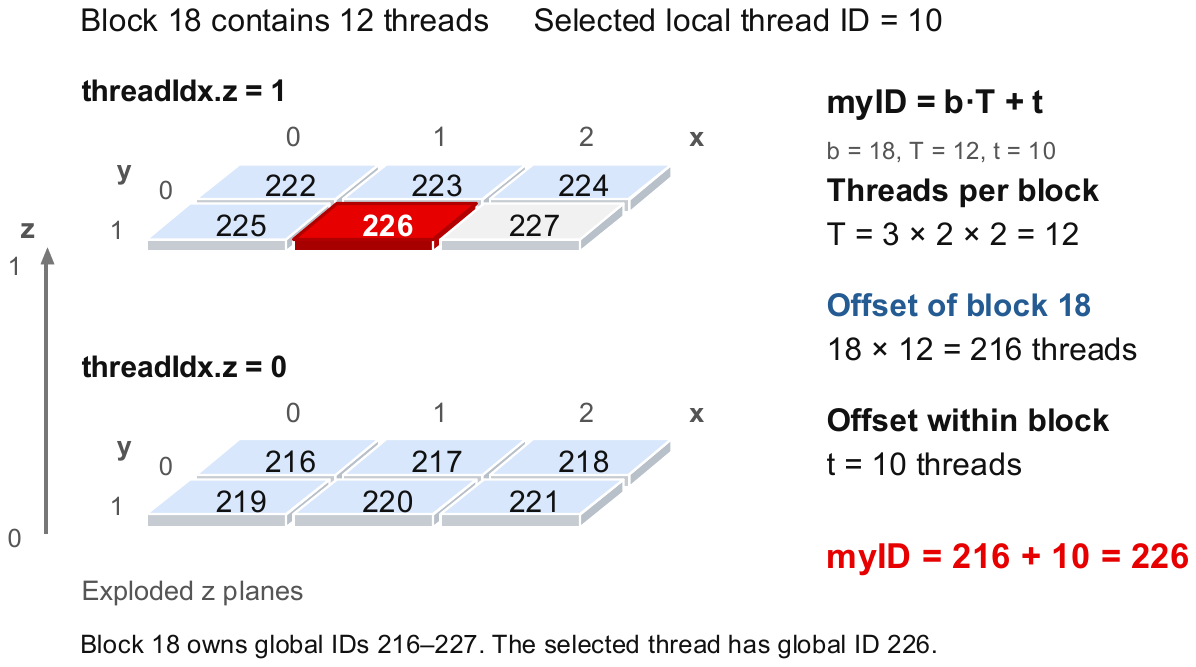 Block 18 contains 12 threads Selected local thread ID = 10
threadIdx.z = 1
0 1 2 x
y
0 222 223 224
1 225 226 227
z
1
threadIdx.z = 0
0 1 2 x
y
0 216 217 218
1 219 220 221
0
Exploded z planes
myID = b·T + t
b = 18, T = 12, t = 10
Threads per block
T = 3 × 2 × 2 = 12
Offset of block 18
18 × 12 = 216 threads
Offset within block
t = 10 threads
myID = 216 + 10 = 226
Block 18 owns global IDs 216–227. The selected thread has global ID 226.